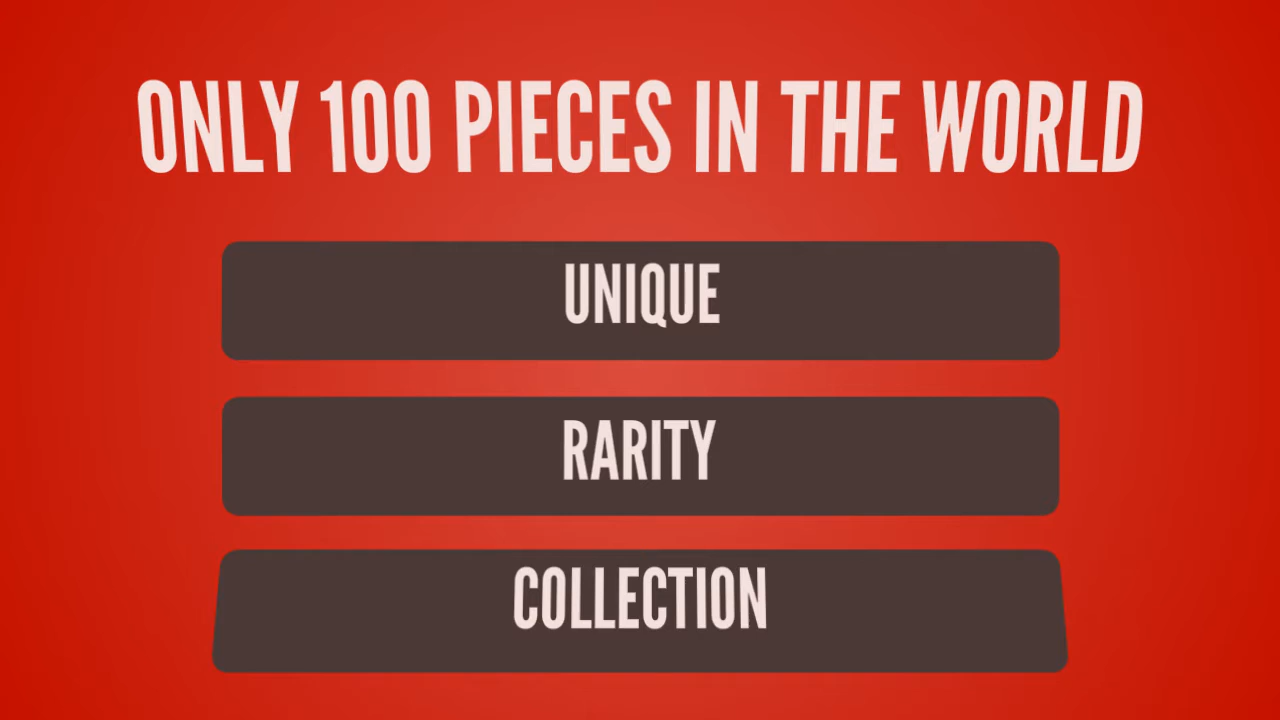 ONLY 100 PIECES IN THE WORLD
UNIQUE
RARITY
COLLECTION